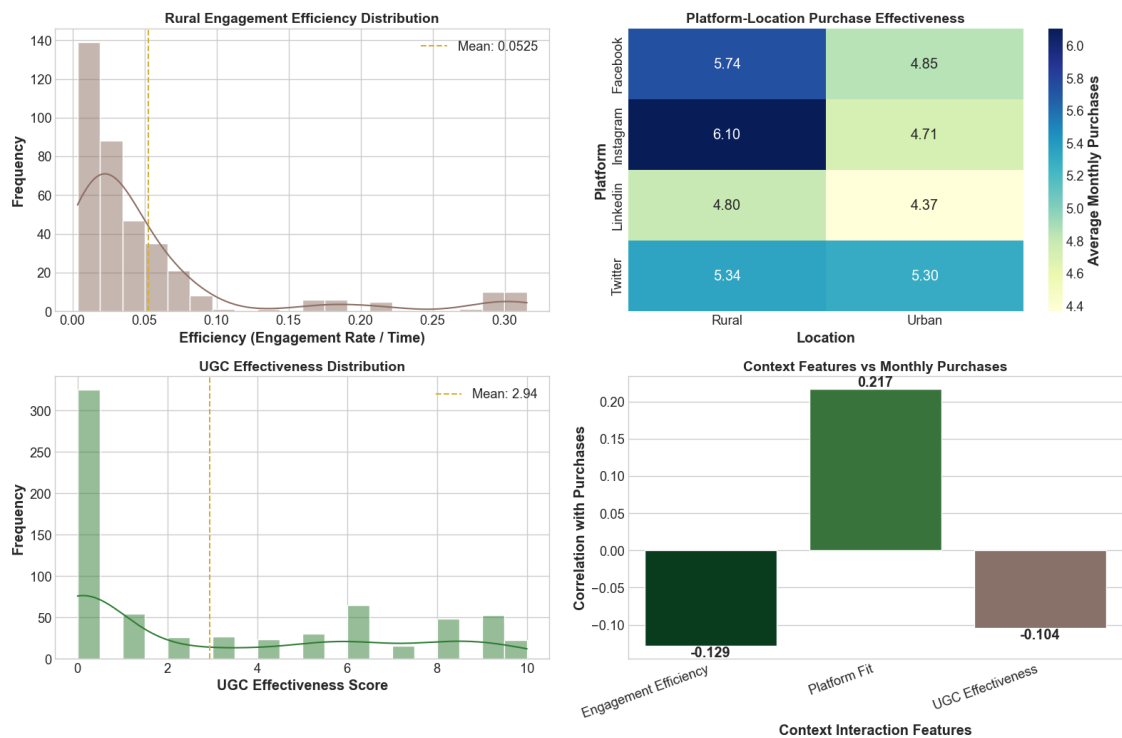 Rural Engagement Efficiency Distribution
Mean: 0.0525
140
120
100
80
60
40
20
0
0.00 0.05 0.10 0.15 0.20 0.25 0.30
Frequency
Efficiency (Engagement Rate / Time)
Platform-Location Purchase Effectiveness
Facebook 5.74 4.85
Instagram 6.10 4.71
Linkedin 4.80 4.37
Twitter 5.34 5.30
Platform
Rural Urban
Location
6.0
5.8
5.6
5.4
5.2
5.0
4.8
4.6
4.4
Average Monthly Purchases
UGC Effectiveness Distribution
Mean: 2.94
300
250
200
150
100
50
0
0 2 4 6 8 10
Frequency
UGC Effectiveness Score
Context Features vs Monthly Purchases
0.217
0.20
0.15
0.10
0.05
0.00
−0.05
−0.10
-0.129
-0.104
Correlation with Purchases
Engagement Efficiency
Platform Fit
UGC Effectiveness
Context Interaction Features